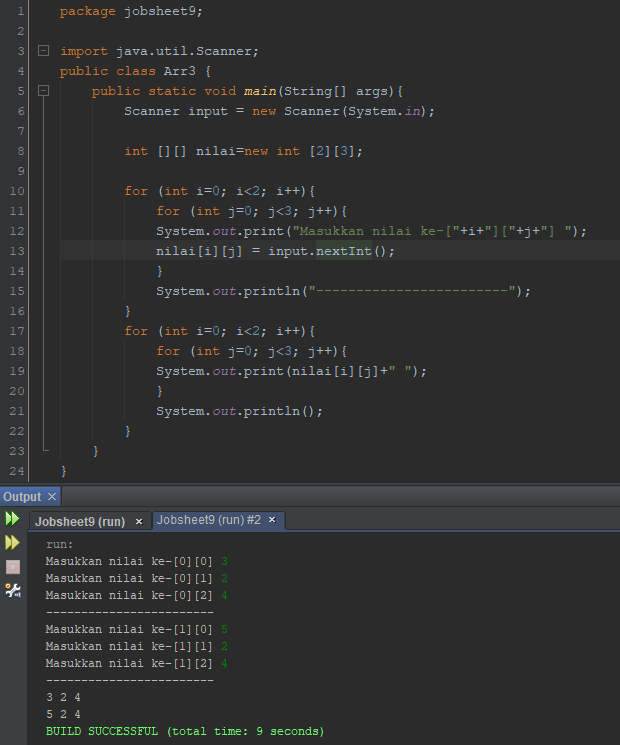 1 package jobsheet9;
2
3 import java.util.Scanner;
4 public class Arr3 {
5 public static void main(String[] args){
6 Scanner input = new Scanner(System.in);
7
8 int [][] nilai=new int [2][3];
9
10 for (int i=0; i<2; i++){
11 for (int j=0; j<3; j++){
12 System.out.print("Masukkan nilai ke-["+i+"]["+j+"] ");
13 nilai[i][j] = input.nextInt();
14 }
15 System.out.println("------------------------");
16 }
17 for (int i=0; i<2; i++){
18 for (int j=0; j<3; j++){
19 System.out.print(nilai[i][j]+" ");
20 }
21 System.out.println();
22 }
23 }
24 }
Output ×
Jobsheet9 (run) × Jobsheet9 (run) #2 ×
run:
Masukkan nilai ke-[0][0] 3
Masukkan nilai ke-[0][1] 2
Masukkan nilai ke-[0][2] 4
------------------------
Masukkan nilai ke-[1][0] 5
Masukkan nilai ke-[1][1] 2
Masukkan nilai ke-[1][2] 4
------------------------
3 2 4
5 2 4
BUILD SUCCESSFUL (total time: 9 seconds)